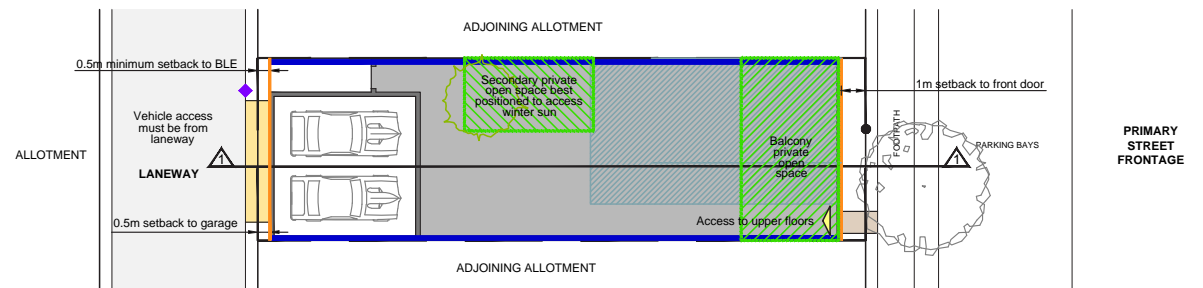 ADJOINING ALLOTMENT
0.5m minimum setback to BLE
Secondary private
open space best
positioned to access
winter sun
1m setback to front door
Vehicle access
must be from
laneway
ALLOTMENT
LANEWAY
1
Balcony
private
open
space
FOOTPATH
1
PARKING BAYS
PRIMARY
STREET
FRONTAGE
0.5m setback to garage
Access to upper floors
ADJOINING ALLOTMENT